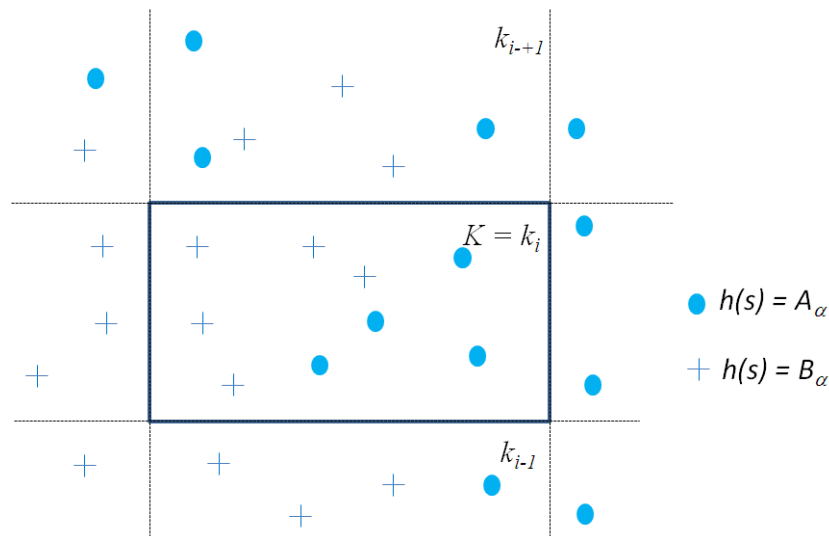 k_{i-+1}
K = k_i
h(s) = A_α
h(s) = B_α
k_{i-1}